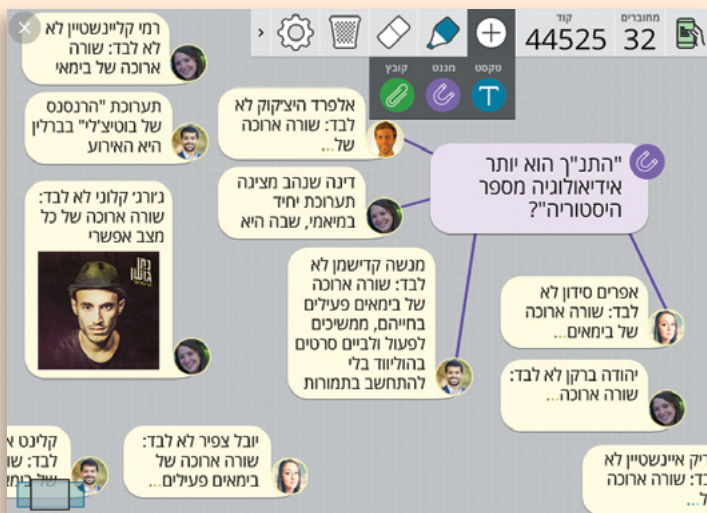 קוד
44525
מחוברים
32
טקסט
מגנט
קובץ
"התנ"ך הוא יותר
אידיאולוגיה מספר
היסטוריה"?
רמי קליינשטיין לא
לא לבד: שורה
ארוכה של בימאי
תערוכת "הרנסנס
של בוטיצ'לי" בברלין
היא האירוע
ג'ורג' קלוני לא לבד:
שורה ארוכה של כל
מצב אפשרי
נתן
גושן
אלפרד היצ'קוק לא
לבד: שורה ארוכה
של...
דינה שנהב מציגה
תערוכת יחיד
במיאמי, שבה היא
מנשה קדישמן לא
לבד: שורה ארוכה
של בימאים פעילים
בחייהם, ממשיכים
לפעול ולביים סרטים
בהוליווד בלי
להתחשב בתמורות
אפרים סידון לא
לבד: שורה ארוכה
של בימאים...
יהודה ברקן לא לבד:
שורה ארוכה...
יובל צפיר לא לבד:
שורה ארוכה של
בימאים פעילים...
קלינט
לבד:
של
ריק איינשטיין לא
בד: שורה ארוכה
ל...